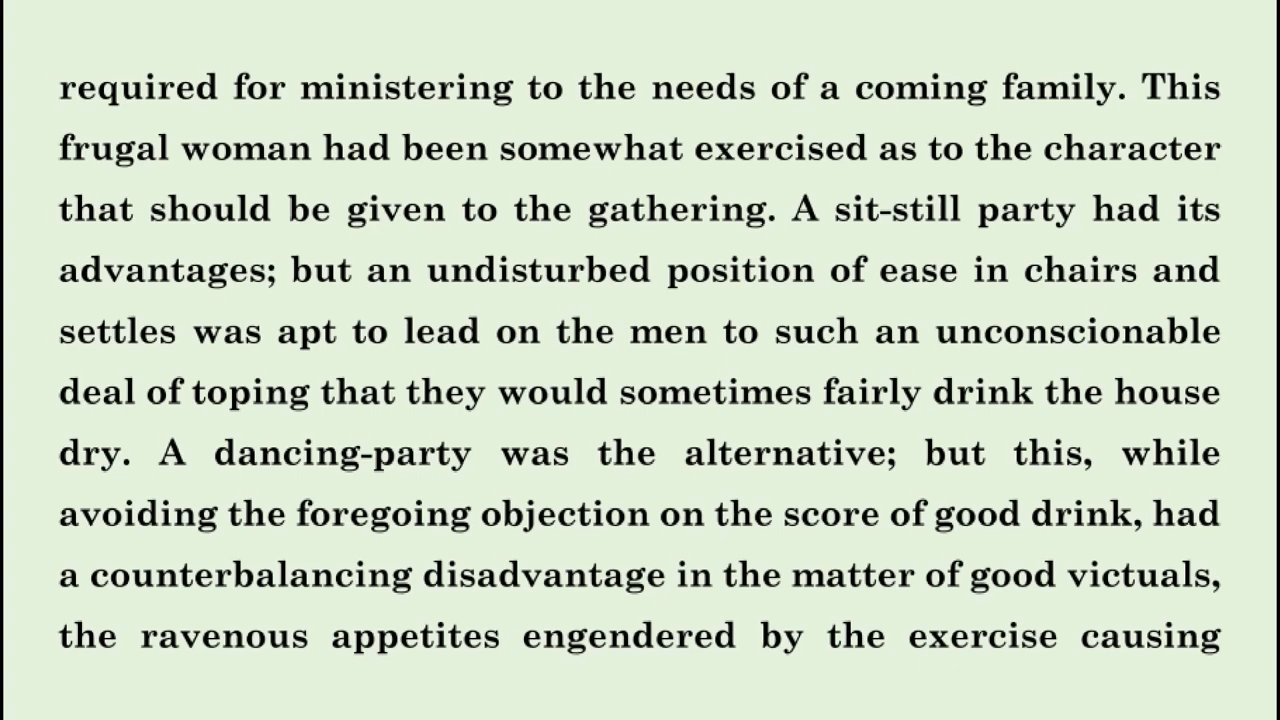 required for ministering to the needs of a coming family. This
frugal woman had been somewhat exercised as to the character
that should be given to the gathering. A sit-still party had its
advantages; but an undisturbed position of ease in chairs and
settles was apt to lead on the men to such an unconscionable
deal of toping that they would sometimes fairly drink the house
dry. A dancing-party was the alternative; but this, while
avoiding the foregoing objection on the score of good drink, had
a counterbalancing disadvantage in the matter of good victuals,
the ravenous appetites engendered by the exercise causing